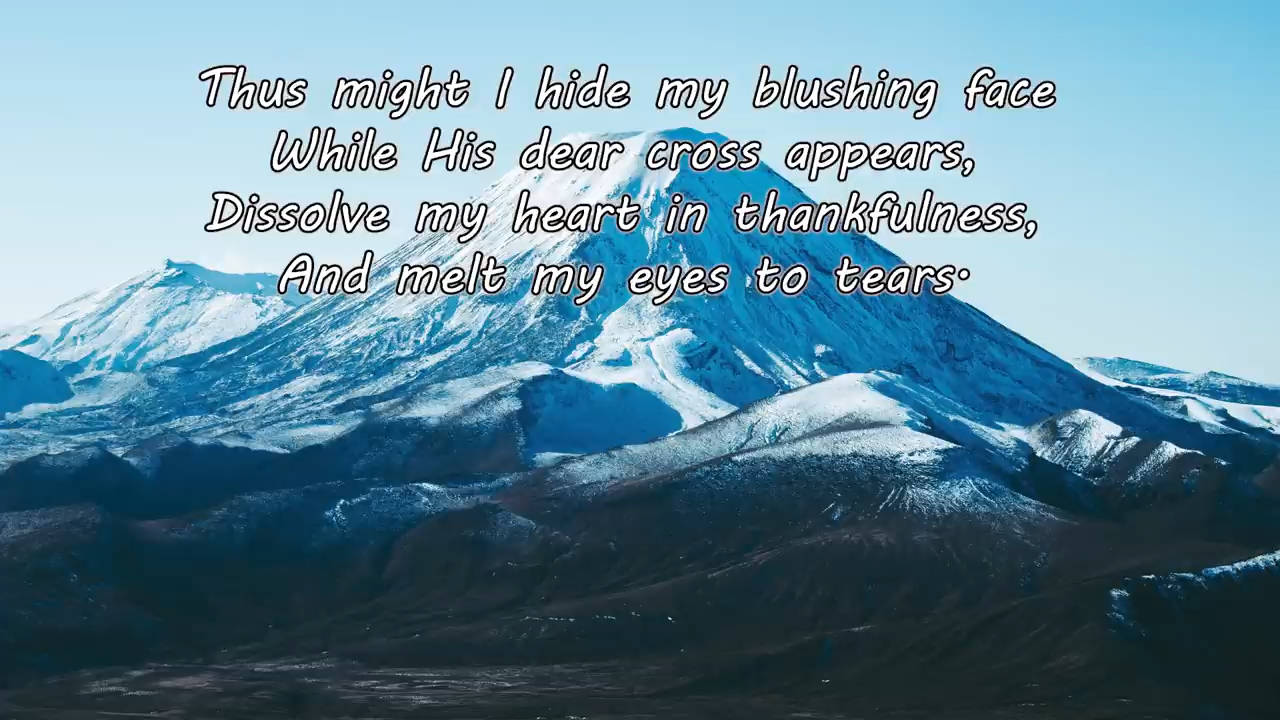 Thus might I hide my blushing face
While His dear cross appears,
Dissolve my heart in thankfulness,
And melt my eyes to tears.